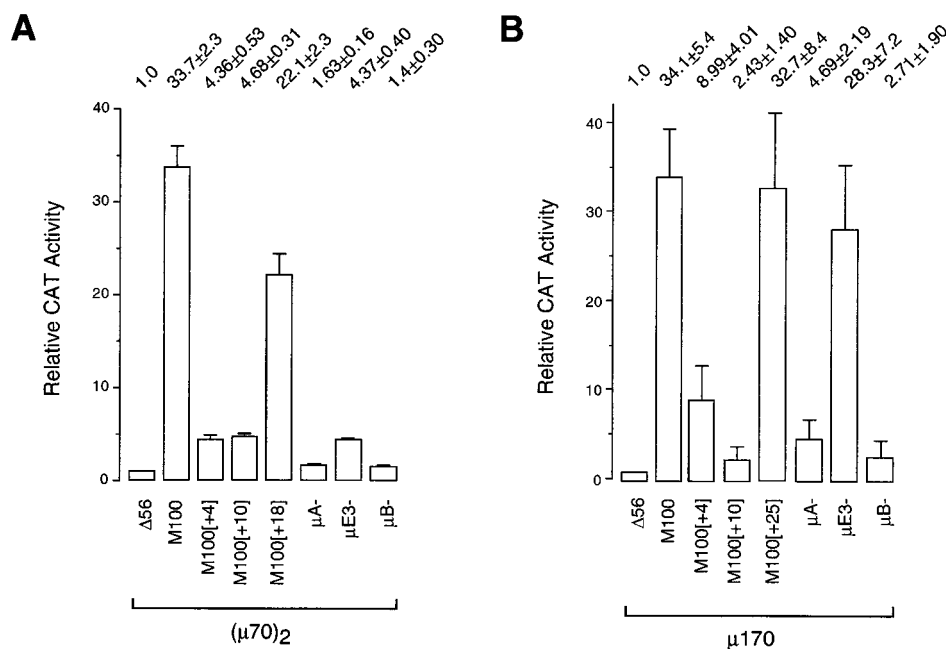 A
1.0
33.7±2.3
4.36±0.53
4.68±0.31
22.1±2.3
1.63±0.16
4.37±0.40
1.4±0.30
Relative CAT Activity
40
30
20
10
0
Δ56
M100
M100[+4]
M100[+10]
M100[+18]
μA-
μE3-
μB-
(μ70)2
B
1.0
34.1±5.4
8.99±4.01
2.43±1.40
32.7±8.4
4.69±2.19
28.3±7.2
2.71±1.90
Relative CAT Activity
40
30
20
10
0
Δ56
M100
M100[+4]
M100[+10]
M100[+25]
μA-
μE3-
μB-
μ170